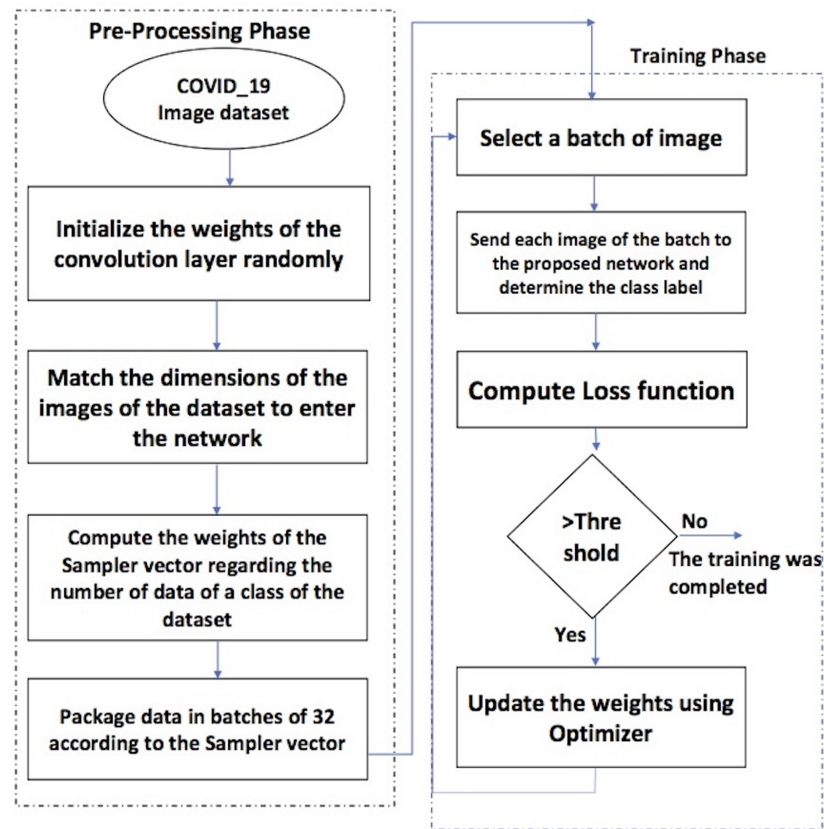 Pre-Processing Phase
COVID_19
Image dataset
Initialize the weights of the
convolution layer randomly
Match the dimensions of the
images of the dataset to enter
the network
Compute the weights of the
Sampler vector regarding the
number of data of a class of the
dataset
Package data in batches of 32
according to the Sampler vector
Training Phase
Select a batch of image
Send each image of the batch to
the proposed network and
determine the class label
Compute Loss function
>Thre
shold
No
The training was
completed
Yes
Update the weights using
Optimizer